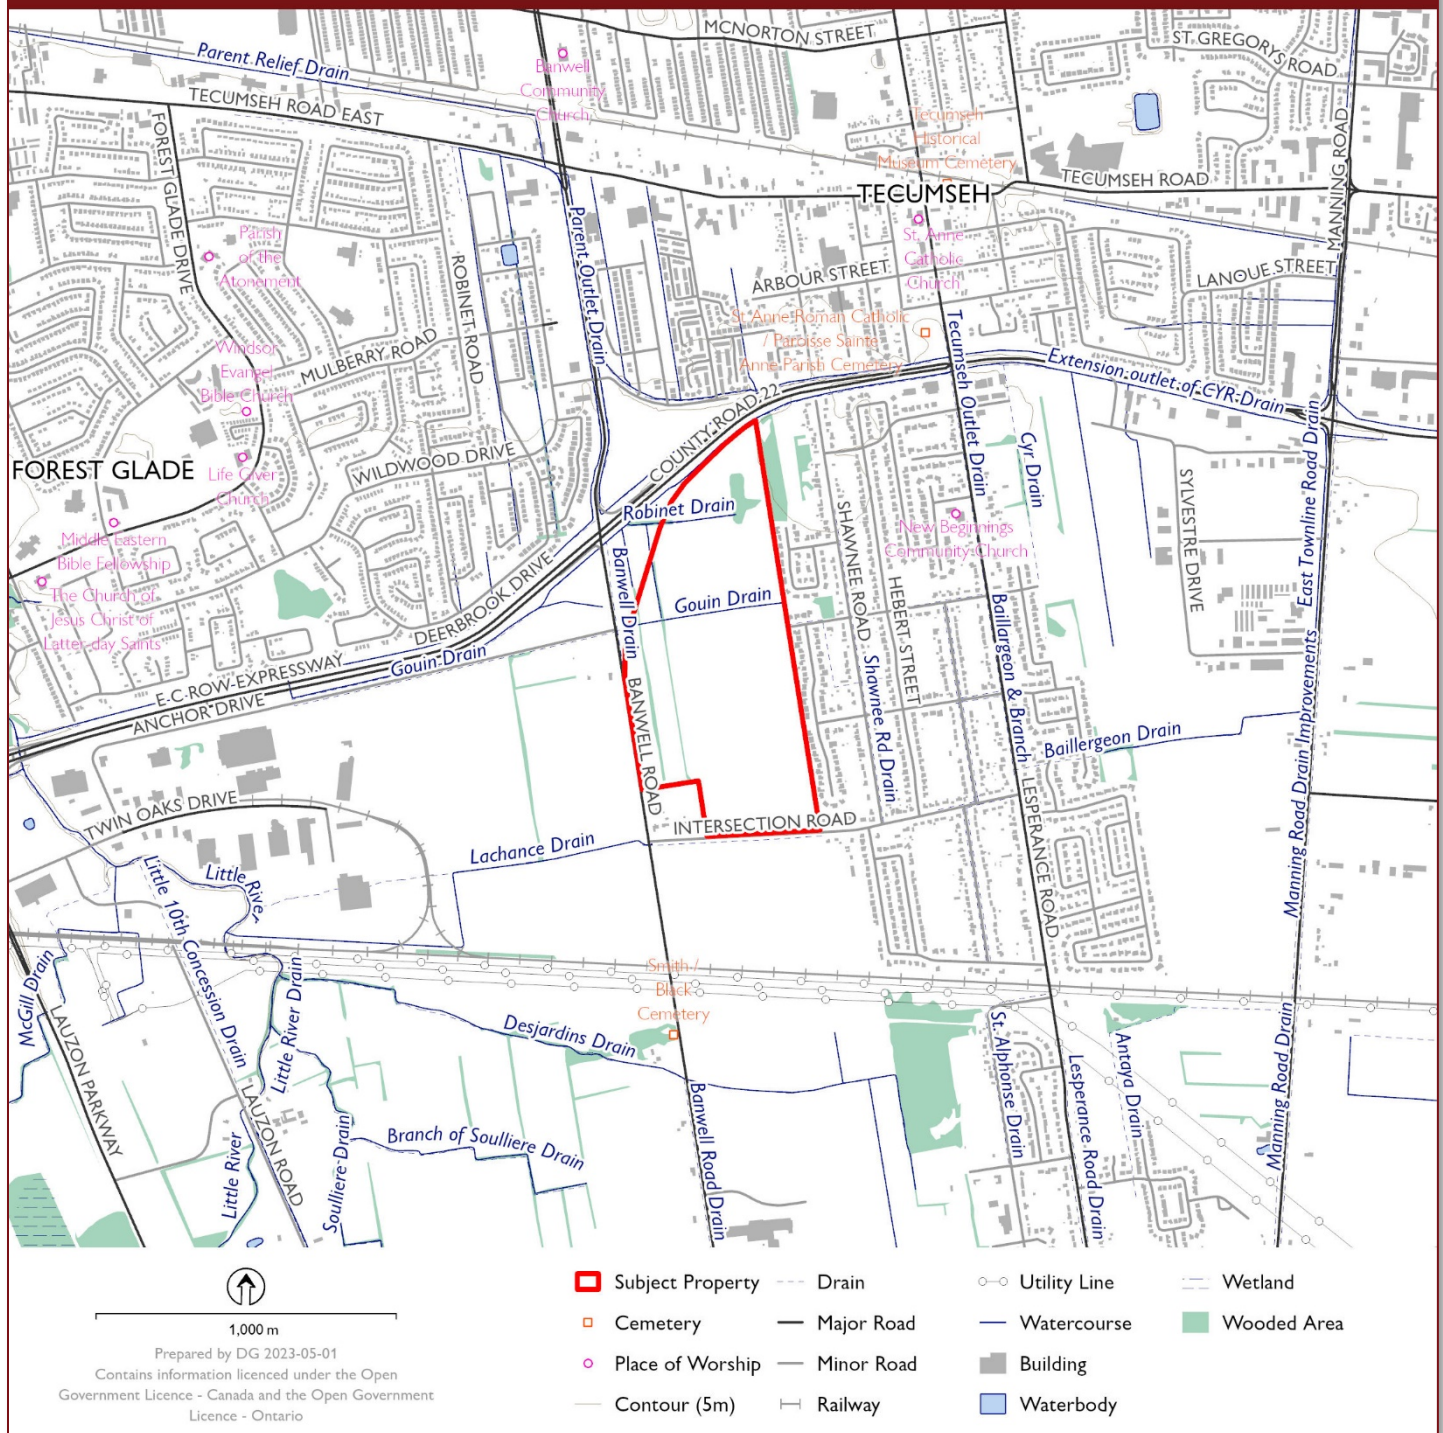 MCNORTON STREET
ST. GREGORYS ROAD
Parent Relief Drain
Banwell
Community
Church
TECUMSEH ROAD EAST
FOREST GLADE DRIVE
Tecumseh
Historical
Museum Cemetery
TECUMSEH ROAD
MANNING ROAD
TECUMSEH
Parish
of the
Atonement
ROBINET ROAD
Parent Outlet Drain
St. Anne
Catholic
Church
ARBOUR STREET
LANOUE STREET
St. Anne Roman Catholic
/ Paroisse Sainte
Anne Parish Cemetery
Windsor
Evangel
Bible Church
MULBERRY ROAD
Tecumseh Outlet Drain
Extension outlet of CYR Drain
COUNTY ROAD 22
FOREST GLADE
Life Giver
Church
WILDWOOD DRIVE
Cyr Drain
SYLVESTRE DRIVE
East Townline Road Drain
Robinet Drain
SHAWNEE ROAD
New Beginnings
Community Church
Middle Eastern
Bible Fellowship
The Church of
Jesus Christ of
Latter-day Saints
DEERBROOK DRIVE
Banwell Drain
Gouin Drain
HEBERT STREET
Baillargeon & Branch
E C ROW EXPRESSWAY
Gouin Drain
ANCHOR DRIVE
BANWELL ROAD
Shawnee Rd Drain
Baillergeon Drain
Manning Road Drain Improvements
TWIN OAKS DRIVE
INTERSECTION ROAD
LESPERANCE ROAD
Lachance Drain
Little River
Little 10th Concession Drain
Manning Road Drain
McGill Drain
Little River Drain
Smith /
Black
Cemetery
Desjardins Drain
St. Alphonse Drain
Antaya Drain
Manning Road Drain
LAUZON PARKWAY
LAUZON ROAD
Lesperance Road Drain
Banwell Road Drain
Branch of Soulliere Drain
Soulliere Drain
Little River
1,000 m
Prepared by DG 2023-05-01
Contains information licenced under the Open
Government Licence - Canada and the Open Government
Licence - Ontario
Subject Property
Drain
Utility Line
Wetland
Cemetery
Major Road
Watercourse
Wooded Area
Place of Worship
Minor Road
Building
Contour (5m)
Railway
Waterbody